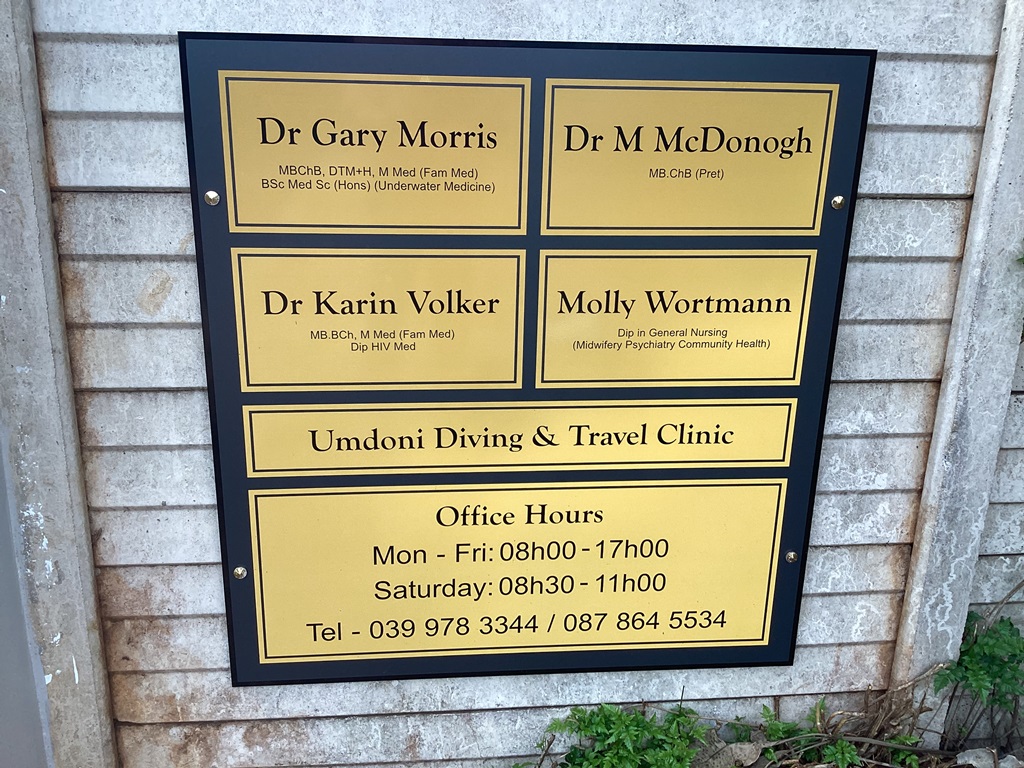 Dr Gary Morris
MBChB, DTM+H, M Med (Fam Med)
BSc Med Sc (Hons) (Underwater Medicine)
Dr M McDonogh
MB.ChB (Pret)
Dr Karin Volker
MB.BCh, M Med (Fam Med)
Dip HIV Med
Molly Wortmann
Dip in General Nursing
(Midwifery Psychiatry Community Health)
Umdoni Diving & Travel Clinic
Office Hours
Mon - Fri: 08h00 - 17h00
Saturday: 08h30 - 11h00
Tel - 039 978 3344 / 087 864 5534